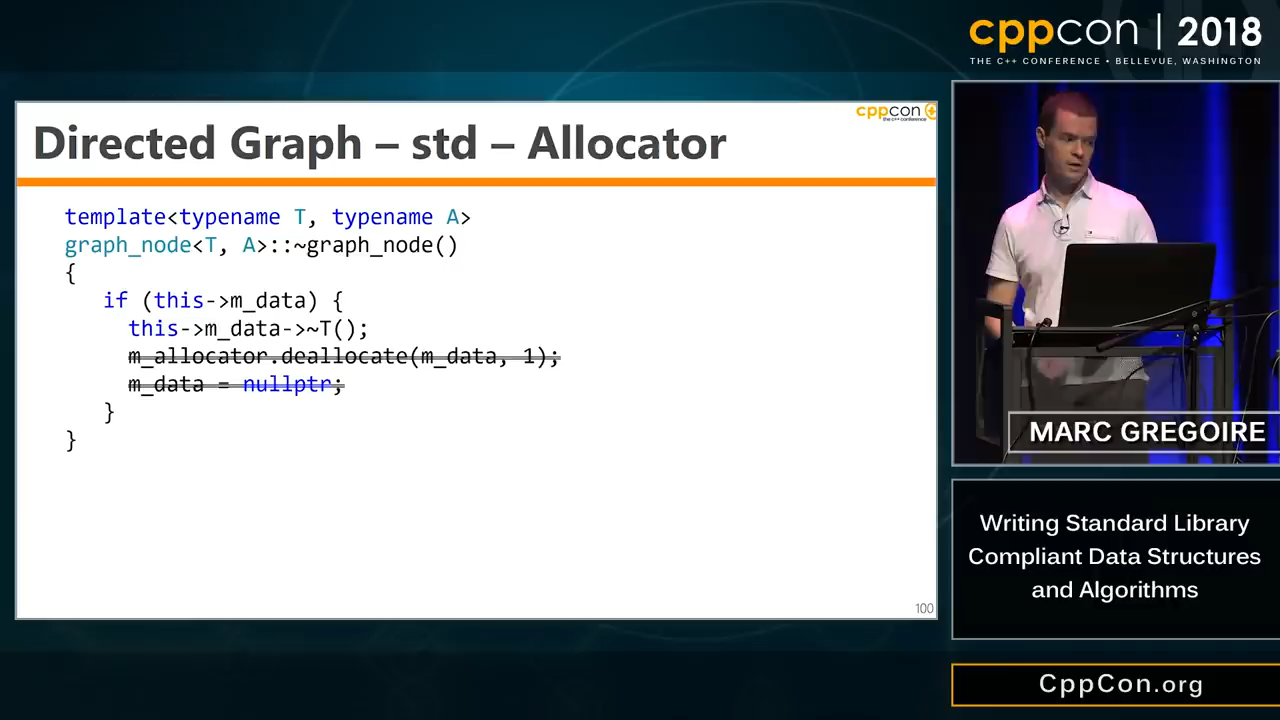 cppcon | 2018
THE C++ CONFERENCE • BELLEVUE, WASHINGTON
cppcon
the c++ conference
Directed Graph – std – Allocator
template<typename T, typename A>
graph_node<T, A>::~graph_node()
{
if (this->m_data) {
this->m_data->~T();
m_allocator.deallocate(m_data, 1);
m_data = nullptr;
}
}
100
MARC GREGOIRE
Writing Standard Library
Compliant Data Structures
and Algorithms
CppCon.org